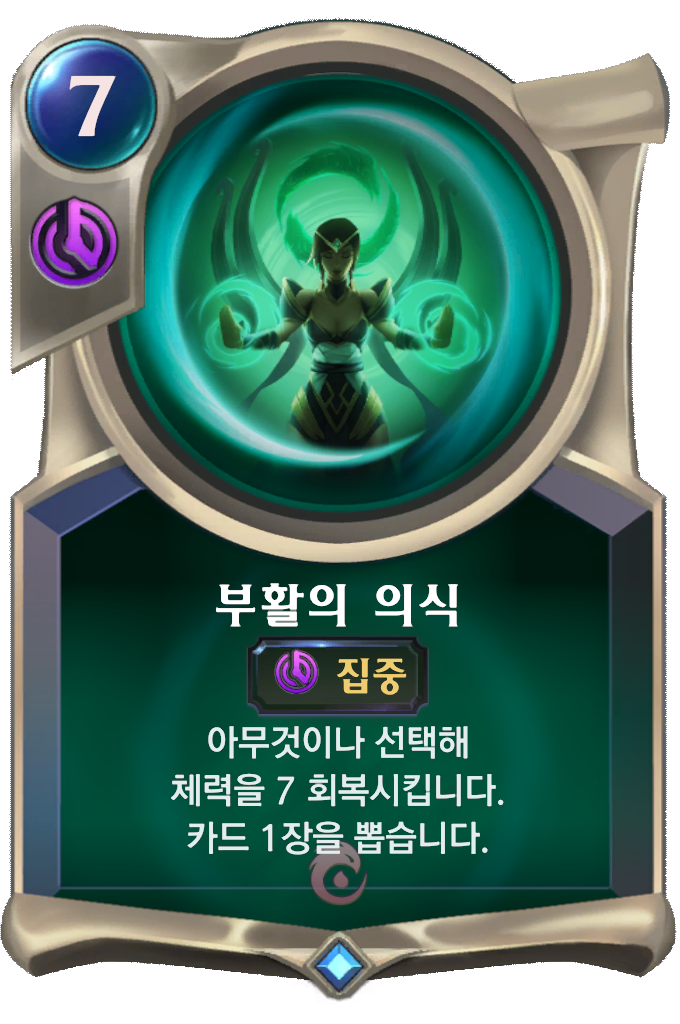 7
부활의 의식
집중
아무것이나 선택해
체력을 7 회복시킵니다.
카드 1장을 뽑습니다.